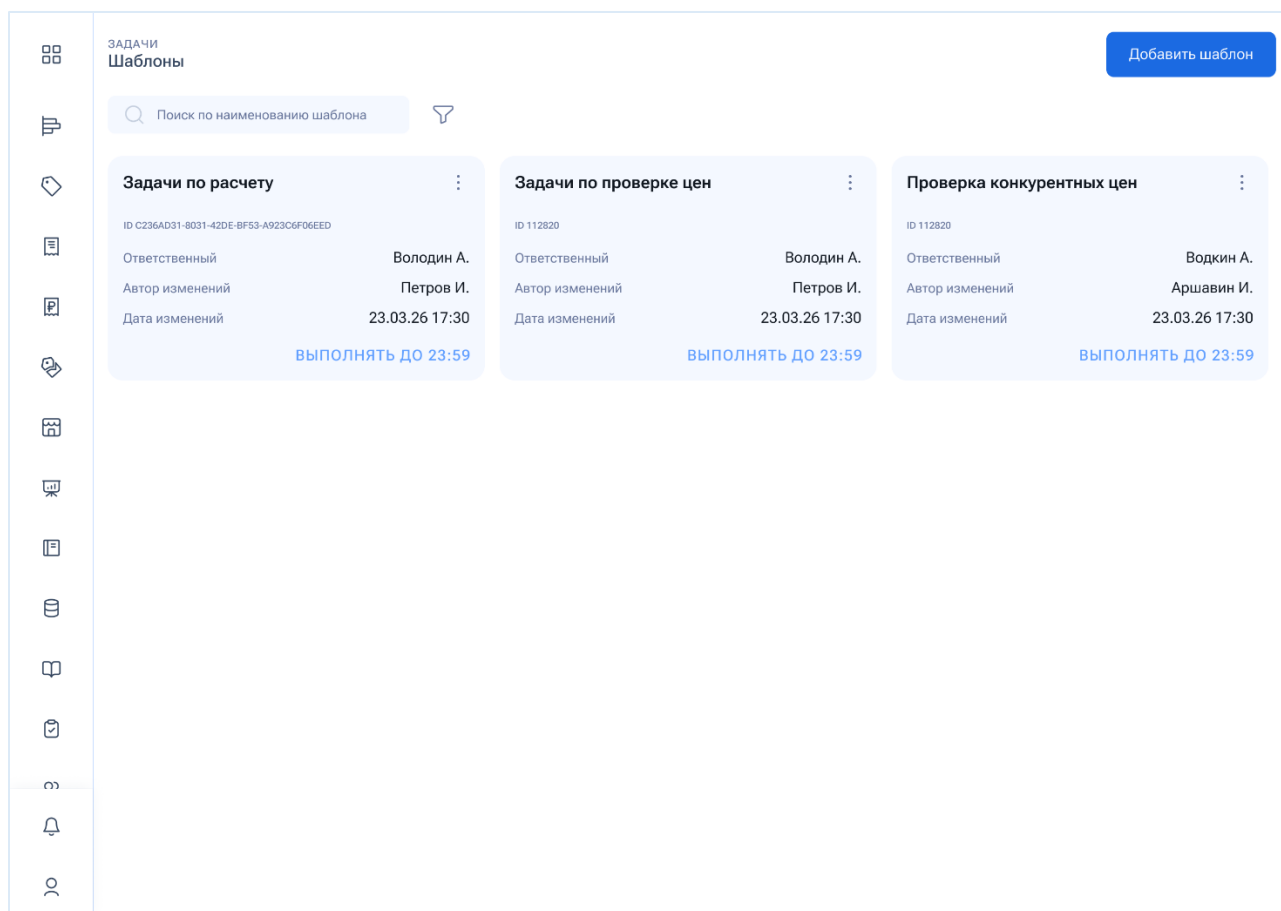 ЗАДАЧИ
Шаблоны
Добавить шаблон
Поиск по наименованию шаблона
Задачи по расчету
ID C236AD31-8031-42DE-BF53-A923C6F06EED
Ответственный Володин А.
Автор изменений Петров И.
Дата изменений 23.03.26 17:30
ВЫПОЛНЯТЬ ДО 23:59
Задачи по проверке цен
ID 112820
Ответственный Володин А.
Автор изменений Петров И.
Дата изменений 23.03.26 17:30
ВЫПОЛНЯТЬ ДО 23:59
Проверка конкурентных цен
ID 112820
Ответственный Водкин А.
Автор изменений Аршавин И.
Дата изменений 23.03.26 17:30
ВЫПОЛНЯТЬ ДО 23:59